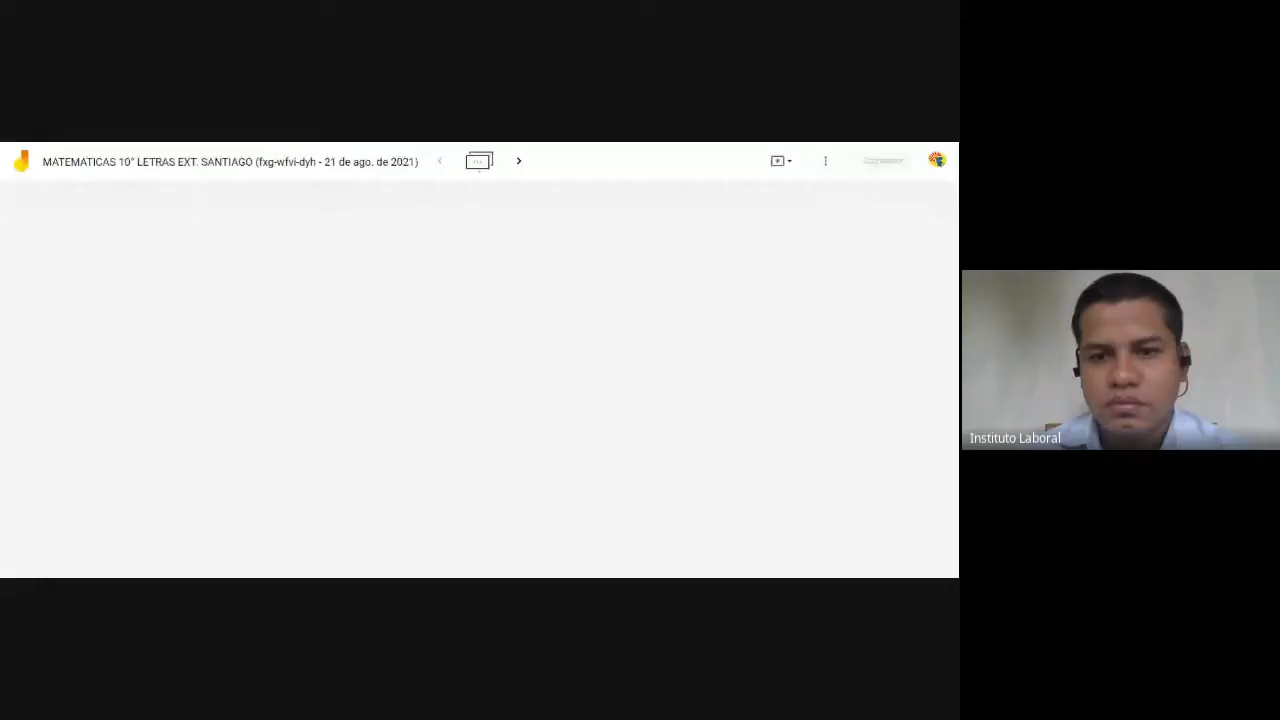 MATEMATICAS 10° LETRAS EXT. SANTIAGO (fxg-wfvi-dyh - 21 de ago. de 2021)
Instituto Laboral